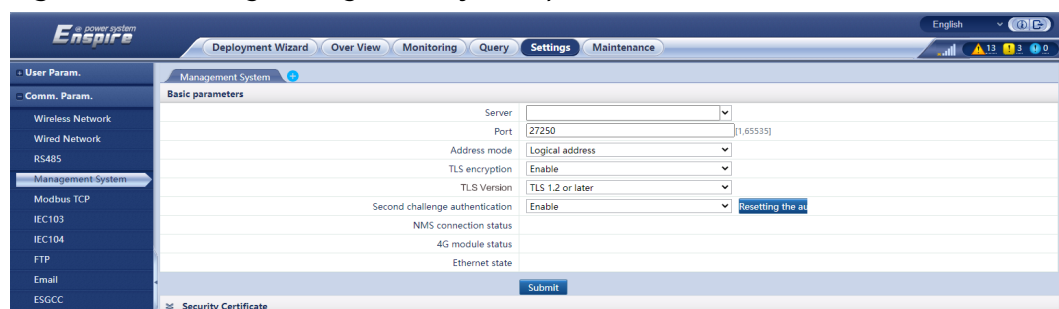 Enspire power system
English
Deployment Wizard Over View Monitoring Query Settings Maintenance
13 3 0
User Param.
Comm. Param.
Wireless Network
Wired Network
RS485
Management System
Modbus TCP
IEC103
IEC104
FTP
Email
ESGCC
Management System
Basic parameters
Server
Port 27250 [1,65535]
Address mode Logical address
TLS encryption Enable
TLS Version TLS 1.2 or later
Second challenge authentication Enable Resetting the au
NMS connection status
4G module status
Ethernet state
Submit
Security Certificate